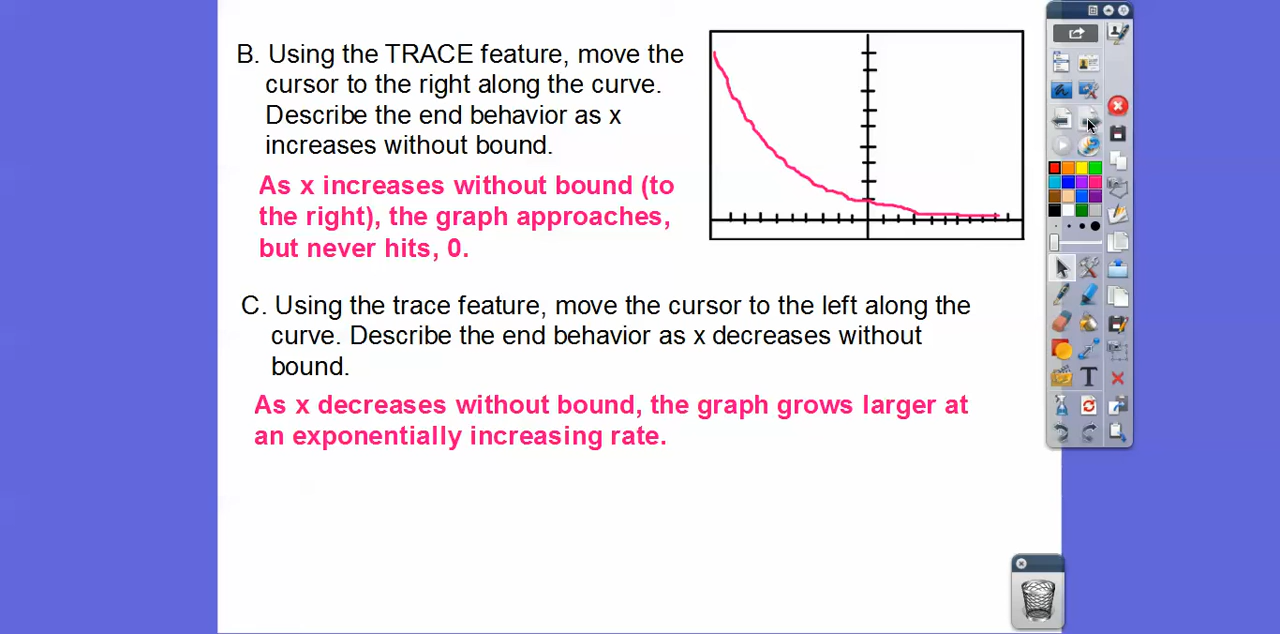 B. Using the TRACE feature, move the
cursor to the right along the curve.
Describe the end behavior as x
increases without bound.
As x increases without bound (to
the right), the graph approaches,
but never hits, 0.
C. Using the trace feature, move the cursor to the left along the
curve. Describe the end behavior as x decreases without
bound.
As x decreases without bound, the graph grows larger at
an exponentially increasing rate.
T